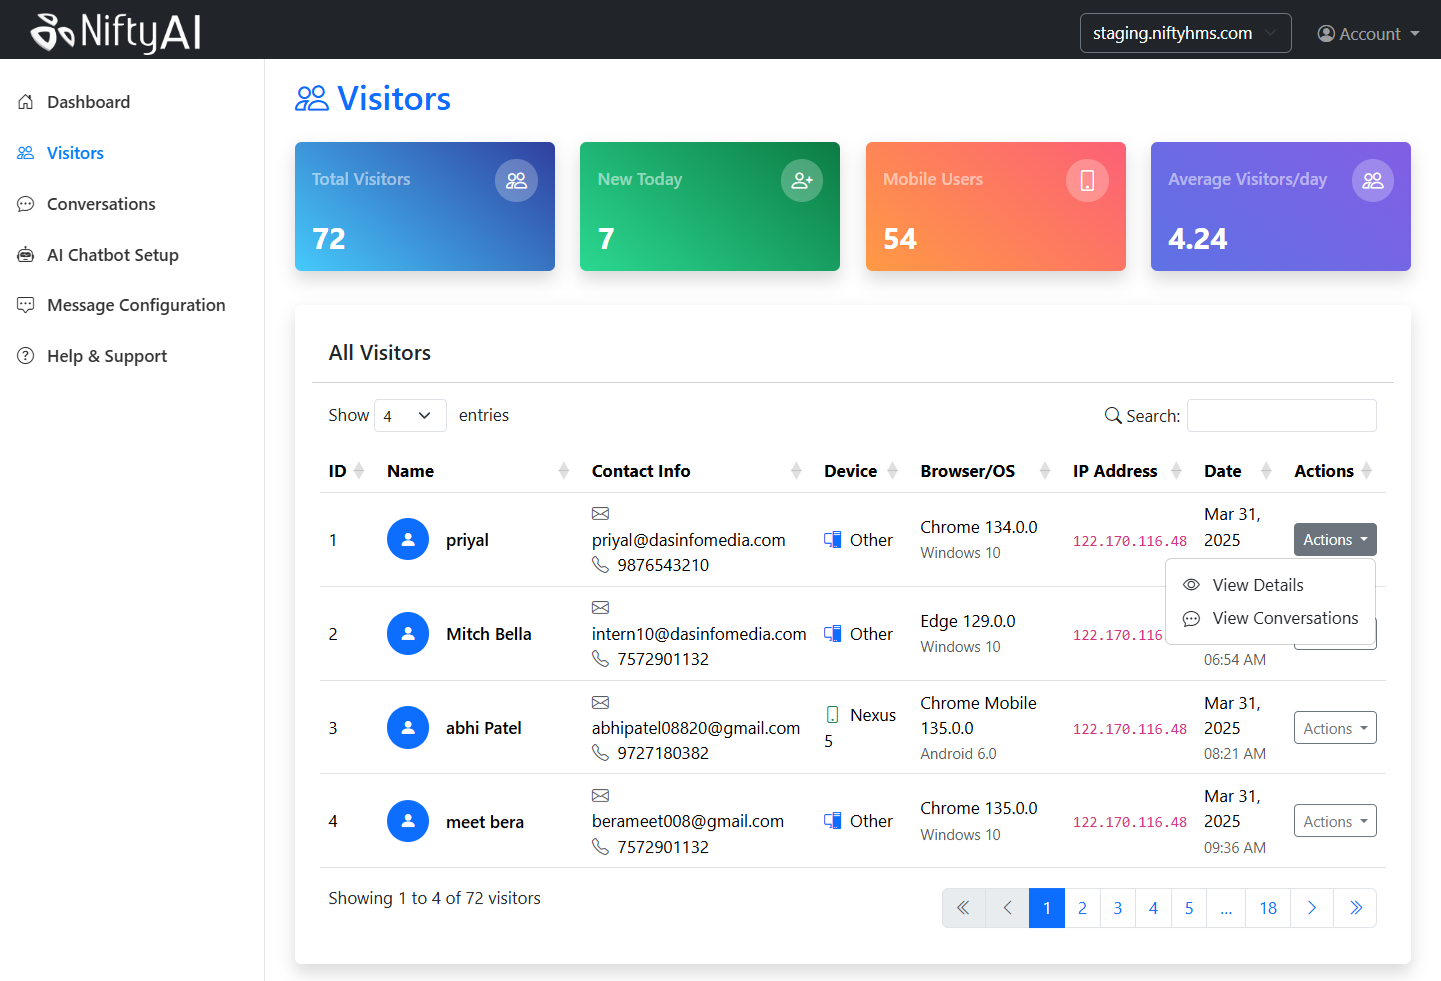 NiftyAI
staging.niftyhms.com
Account
Dashboard
Visitors
Conversations
AI Chatbot Setup
Message Configuration
Help & Support
Visitors
Total Visitors
72
New Today
7
Mobile Users
54
Average Visitors/day
4.24
All Visitors
Show 4 entries
Search:
ID Name Contact Info Device Browser/OS IP Address Date Actions
1 priyal
priyal@dasinfomedia.com
9876543210
Other
Chrome 134.0.0
Windows 10
122.170.116.48
Mar 31,
2025
Actions
View Details
View Conversations
2 Mitch Bella
intern10@dasinfomedia.com
7572901132
Other
Edge 129.0.0
Windows 10
122.170.116
06:54 AM
3 abhi Patel
abhipatel08820@gmail.com
9727180382
Nexus
5
Chrome Mobile
135.0.0
Android 6.0
122.170.116.48
Mar 31,
2025
08:21 AM
Actions
4 meet bera
berameet008@gmail.com
7572901132
Other
Chrome 135.0.0
Windows 10
122.170.116.48
Mar 31,
2025
09:36 AM
Actions
Showing 1 to 4 of 72 visitors
« ‹ 1 2 3 4 5 ... 18 › »